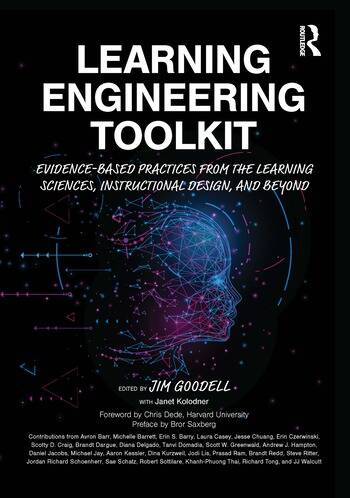 ROUTLEDGE
LEARNING
ENGINEERING
TOOLKIT
EVIDENCE-BASED PRACTICES FROM THE LEARNING
SCIENCES, INSTRUCTIONAL DESIGN, AND BEYOND
EDITED BY JIM GOODELL
WITH Janet Kolodner
Foreword by Chris Dede, Harvard University
Preface by Bror Saxberg
Contributions from Avron Barr, Michelle Barrett, Erin S. Barry, Laura Casey, Jesse Chuang, Erin Czerwinski,
Scotty D. Craig, Brandt Dargue, Diana Delgado, Tanvi Domadia, Scott W. Greenwald, Andrew J. Hampton,
Daniel Jacobs, Michael Jay, Aaron Kessler, Dina Kurzweil, Jodi Lis, Prasad Ram, Brandt Redd, Steve Ritter,
Jordan Richard Schoenherr, Sae Schatz, Robert Sottilare, Khanh-Phuong Thai, Richard Tong, and JJ Walcutt